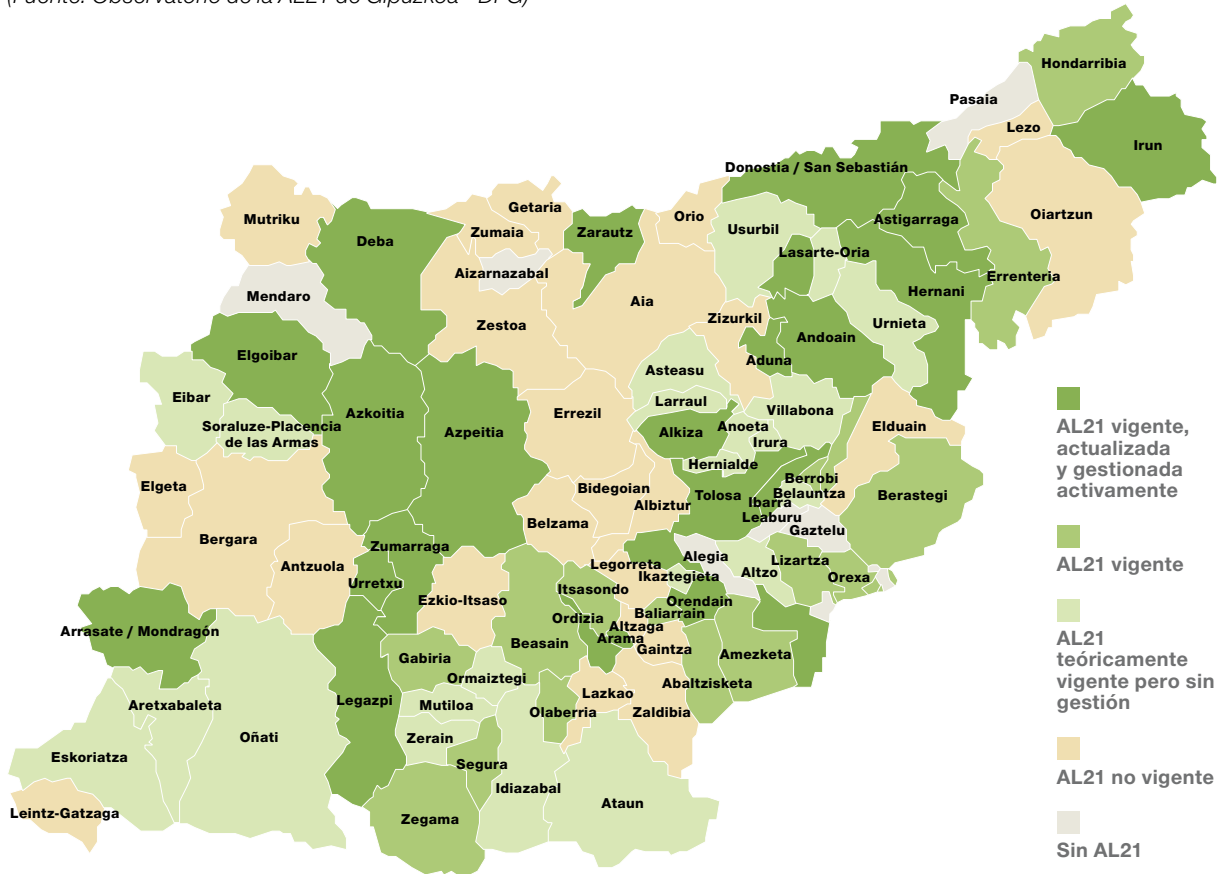 Hondarribia
Pasaia
Lezo
Irun
Donostia / San Sebastián
Getaria
Orio
Mutriku
Zumaia
Zarautz
Astigarraga
Oiartzun
Deba
Usurbil
Lasarte-Oria
Aizarnazabal
Errenteria
Mendaro
Hernani
Aia
Zestoa
Zizurkil
Urnieta
Andoain
Elgoibar
Aduna
Asteasu
Eibar
Larraul
Villabona
Azkoitia
Errezil
Soraluze-Placencia
de las Armas
Azpeitia
Alkiza
Anoeta
Irura
Elduain
Hernialde
Berrobi
Elgeta
Bidegoian
Tolosa
Ibarra
Belauntza
Berastegi
Belzama
Albiztur
Leaburu
Gaztelu
Bergara
Zumarraga
Antzuola
Alegia
Legorreta
Lizartza
Urretxu
Ikaztegieta
Altzo
Orexa
Itsasondo
Ezkio-Itsaso
Orendain
Baliarrain
Ordizia
Altzaga
Arrasate / Mondragón
Arama
Beasain
Gaintza
Gabiria
Amezketa
Ormaiztegi
Abaltzisketa
Lazkao
Legazpi
Aretxabaleta
Mutiloa
Olaberria
Zaldibia
Oñati
Zerain
Eskoriatza
Segura
Idiazabal
Ataun
Leintz-Gatzaga
Zegama
AL21 vigente,
actualizada
y gestionada
activamente
AL21 vigente
AL21
teóricamente
vigente pero sin
gestión
AL21 no vigente
Sin AL21